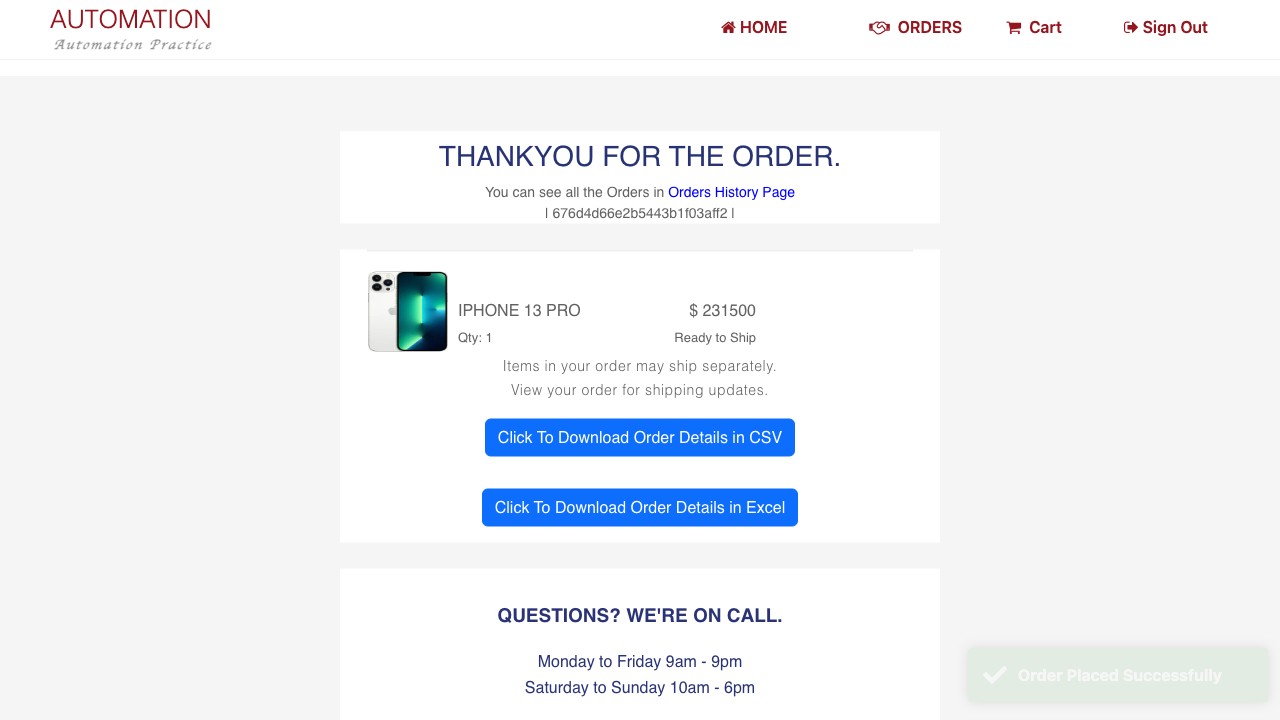 AUTOMATION
Automation Practice
HOME
ORDERS
Cart
Sign Out
THANKYOU FOR THE ORDER.
You can see all the Orders in Orders History Page
| 676d4d66e2b5443b1f03aff2 |
IPHONE 13 PRO
$ 231500
Qty: 1
Ready to Ship
Items in your order may ship separately.
View your order for shipping updates.
Click To Download Order Details in CSV
Click To Download Order Details in Excel
QUESTIONS? WE'RE ON CALL.
Monday to Friday 9am - 9pm
Saturday to Sunday 10am - 6pm
Order Placed Successfully